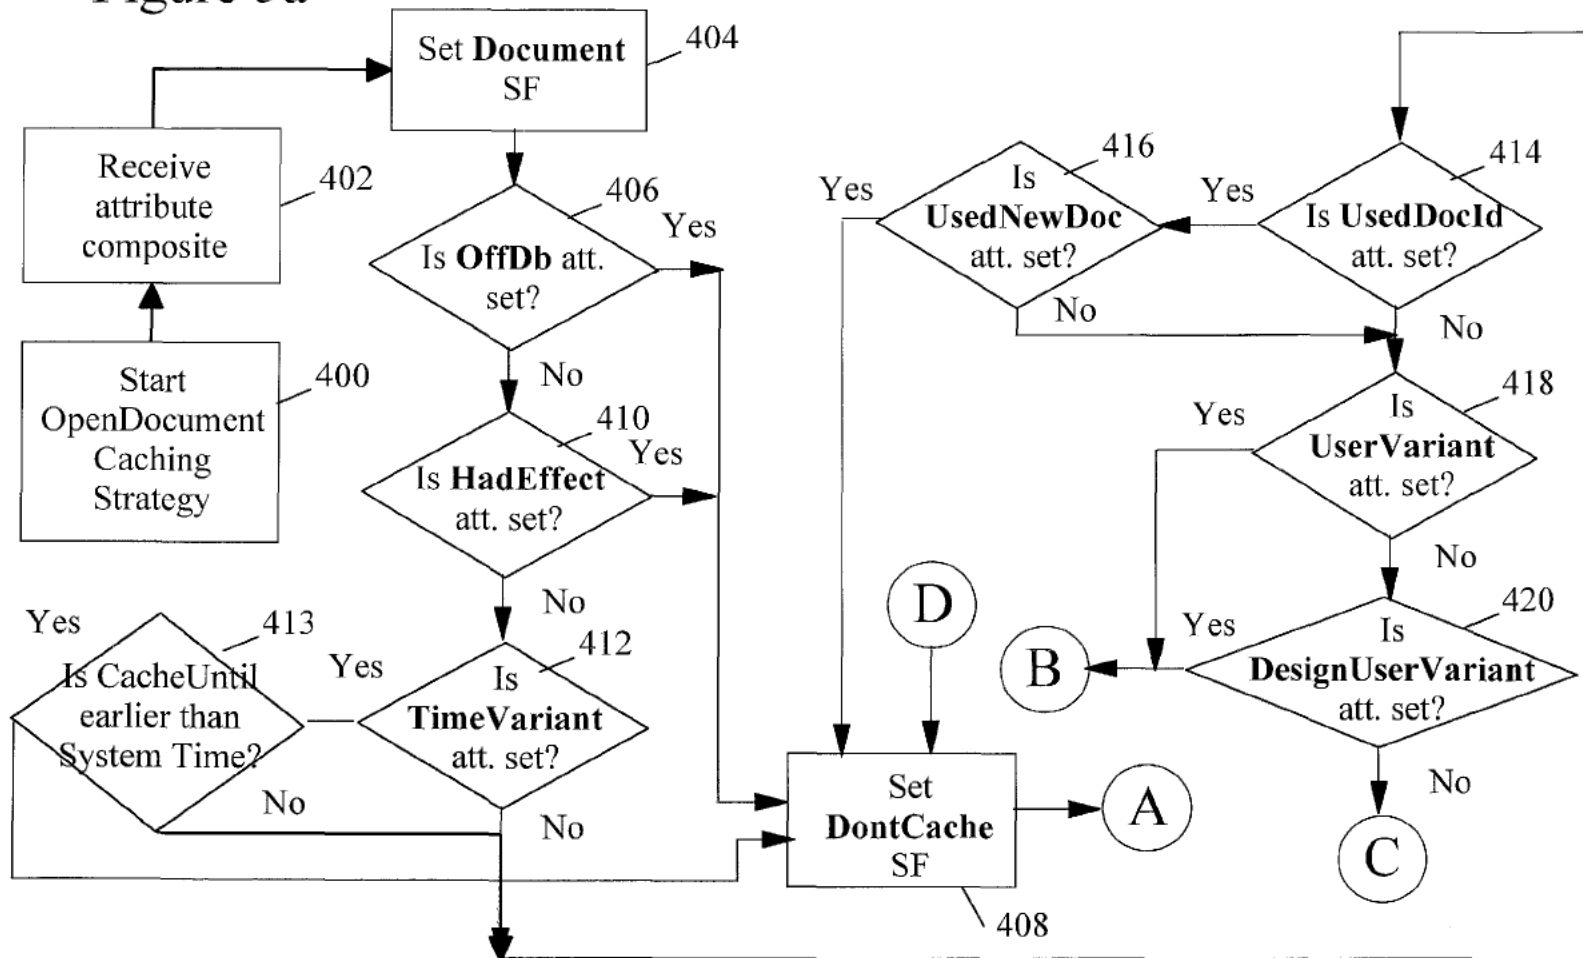 Figure 5a
Set Document
SF
404
Receive
attribute
composite
402
Start
OpenDocument
Caching
Strategy
400
Is OffDb att.
set?
406
Yes
No
Is HadEffect
att. set?
410
Yes
No
Is
TimeVariant
att. set?
412
Yes
No
Is CacheUntil
earlier than
System Time?
413
Yes
No
Set
DontCache
SF
408
D
A
Is UsedDocId
att. set?
414
Yes
No
Is
UsedNewDoc
att. set?
416
Yes
No
Is
UserVariant
att. set?
418
Yes
No
Is
DesignUserVariant
att. set?
420
Yes
No
B
C